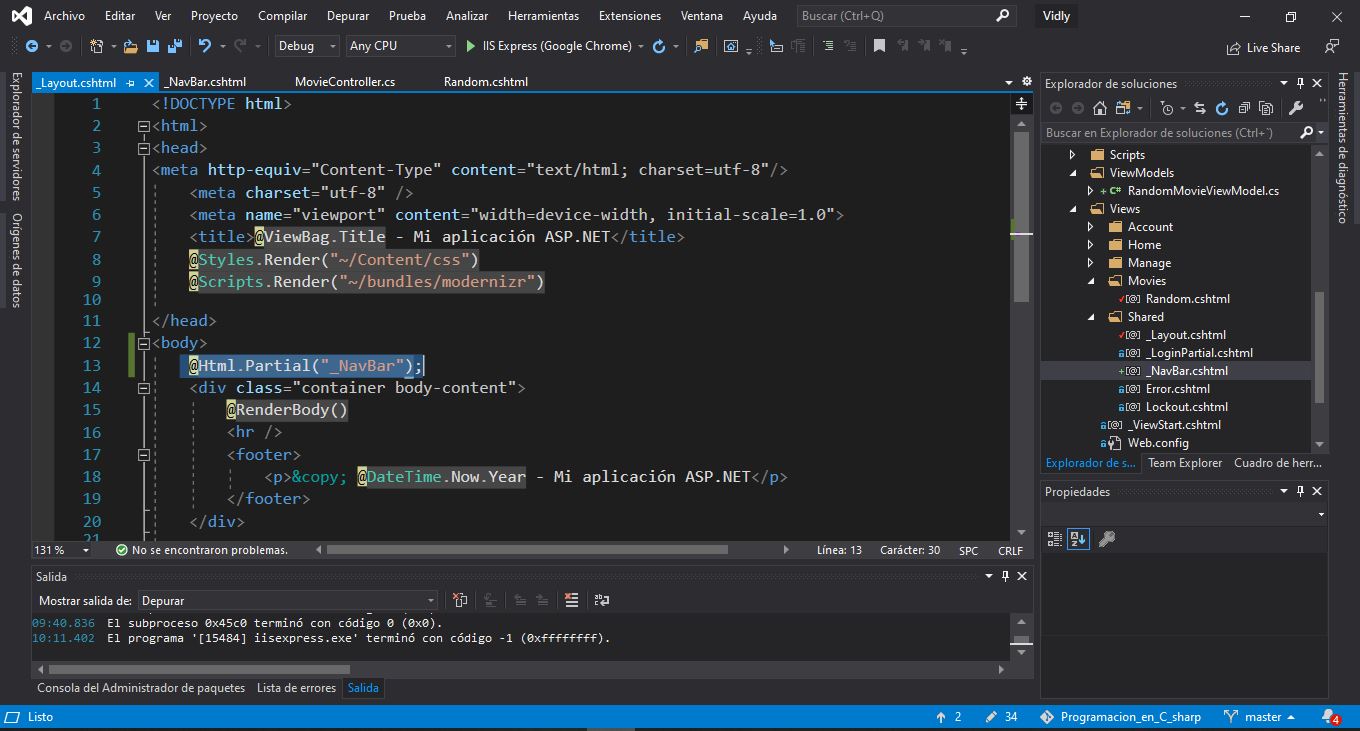 Archivo Editar Ver Proyecto Compilar Depurar Prueba Analizar Herramientas Extensiones Ventana Ayuda Buscar (Ctrl+Q) Vidly
Debug Any CPU IIS Express (Google Chrome) Live Share
Explorador de servidores
Orígenes de datos
_Layout.cshtml _NavBar.cshtml MovieController.cs Random.cshtml
1 <!DOCTYPE html>
2 <html>
3 <head>
4 <meta http-equiv="Content-Type" content="text/html; charset=utf-8"/>
5 <meta charset="utf-8" />
6 <meta name="viewport" content="width=device-width, initial-scale=1.0">
7 <title>@ViewBag.Title - Mi aplicación ASP.NET</title>
8 @Styles.Render("~/Content/css")
9 @Scripts.Render("~/bundles/modernizr")
10
11 </head>
12 <body>
13 @Html.Partial("_NavBar");
14 <div class="container body-content">
15 @RenderBody()
16 <hr />
17 <footer>
18 <p>&copy; @DateTime.Now.Year - Mi aplicación ASP.NET</p>
19 </footer>
20 </div>
21
131 % No se encontraron problemas. Línea: 13 Carácter: 30 SPC CRLF
Salida
Mostrar salida de: Depurar
09:40.836 El subproceso 0x45c0 terminó con código 0 (0x0).
10:11.402 El programa '[15484] iisexpress.exe' terminó con código -1 (0xffffffff).
Consola del Administrador de paquetes Lista de errores Salida
Explorador de soluciones
Buscar en Explorador de soluciones (Ctrl+´)
Scripts
ViewModels
C# RandomMovieViewModel.cs
Views
Account
Home
Manage
Movies
[@] Random.cshtml
Shared
[@] _Layout.cshtml
[@] _LoginPartial.cshtml
[@] _NavBar.cshtml
[@] Error.cshtml
[@] Lockout.cshtml
[@] _ViewStart.cshtml
Web.config
Explorador de s... Team Explorer Cuadro de herr...
Propiedades
Herramientas de diagnóstico
Listo 2 34 Programacion_en_C_sharp master 4